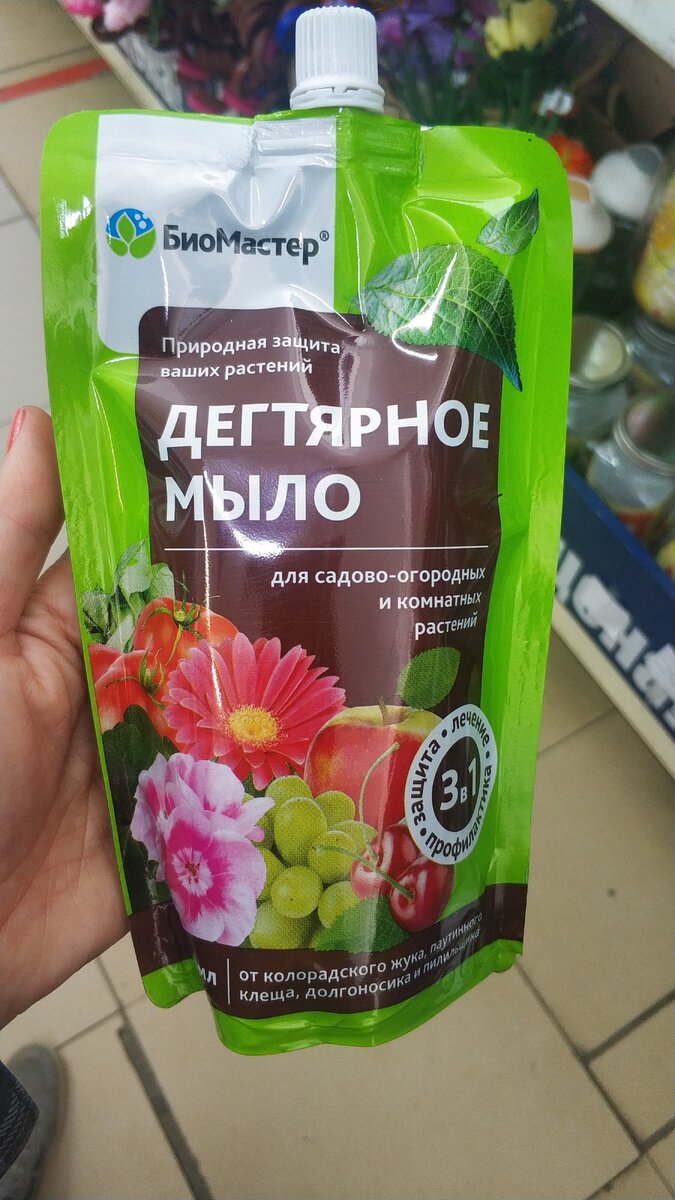 БиоМастер®
Природная защита
ваших растений
ДЕГТЯРНОЕ
МЫЛО
для садово-огородных
и комнатных
растений
защита • лечение • профилактика •
3в1
мл
от колорадского жука, паутинного
клеща, долгоносика и пилильщика